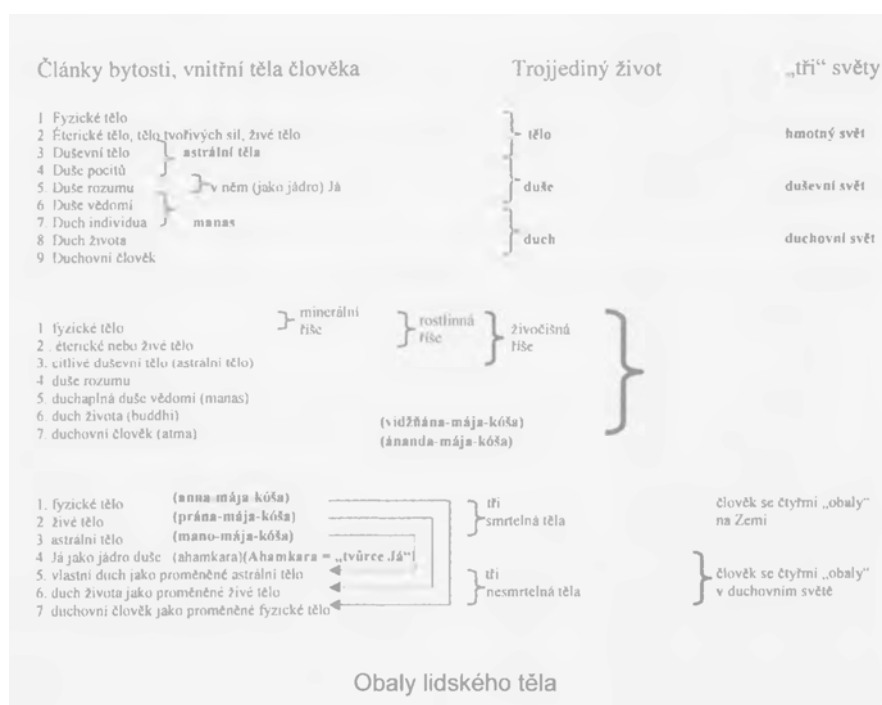 Články bytosti, vnitřní těla člověka Trojjediný život „tři“ světy
1 Fyzické tělo
2 Éterické tělo, tělo tvořivých sil, živé tělo tělo hmotný svět
3 Duševní tělo astrální těla
4 Duše pocitů
5. Duše rozumu v něm (jako jádro) Já duše duševní svět
6 Duše vědomí
7. Duch individua manas duch duchovní svět
8 Duch života
9 Duchovní člověk
minerální rostlinná živočišná
říše říše říše
1 fyzické tělo
2 . éterické nebo živé tělo
3. citlivé duševní tělo (astrální tělo)
4 duše rozumu
5. duchaplná duše vědomí (manas)
6. duch života (buddhi) (vidžňána-mája-kóša)
7. duchovní člověk (atma) (ánanda-mája-kóša)
1. fyzické tělo (anna-mája kóša) tři člověk se čtyřmi „obaly“
2 živé tělo (prána-mája-kóša) smrtelná těla na Zemi
3 astrální tělo (mano-mája-kóša)
4 Já jako jádro duše (ahamkara)(Ahamkara = „tvůrce Já“)
5. vlastní duch jako proměněné astrální tělo tři člověk se čtyřmi „obaly“
6. duch života jako proměněné živé tělo nesmrtelná těla v duchovním světě
7 duchovní člověk jako proměněné fyzické tělo
Obaly lidského těla